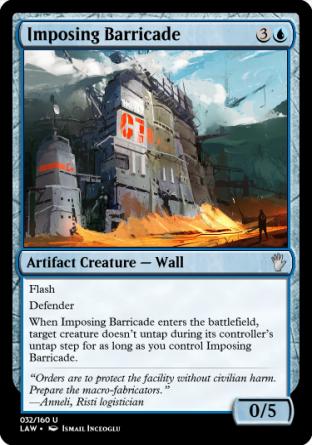 Imposing Barricade 3
07
Artifact Creature — Wall
Flash
Defender
When Imposing Barricade enters the battlefield,
target creature doesn't untap during its controller's
untap step for as long as you control Imposing
Barricade.
“Orders are to protect the facility without civilian harm.
Prepare the macro-fabricators.”
—Anneli, Risti logistician
0/5
032/160 U
LAW • Ismail Inceoglu